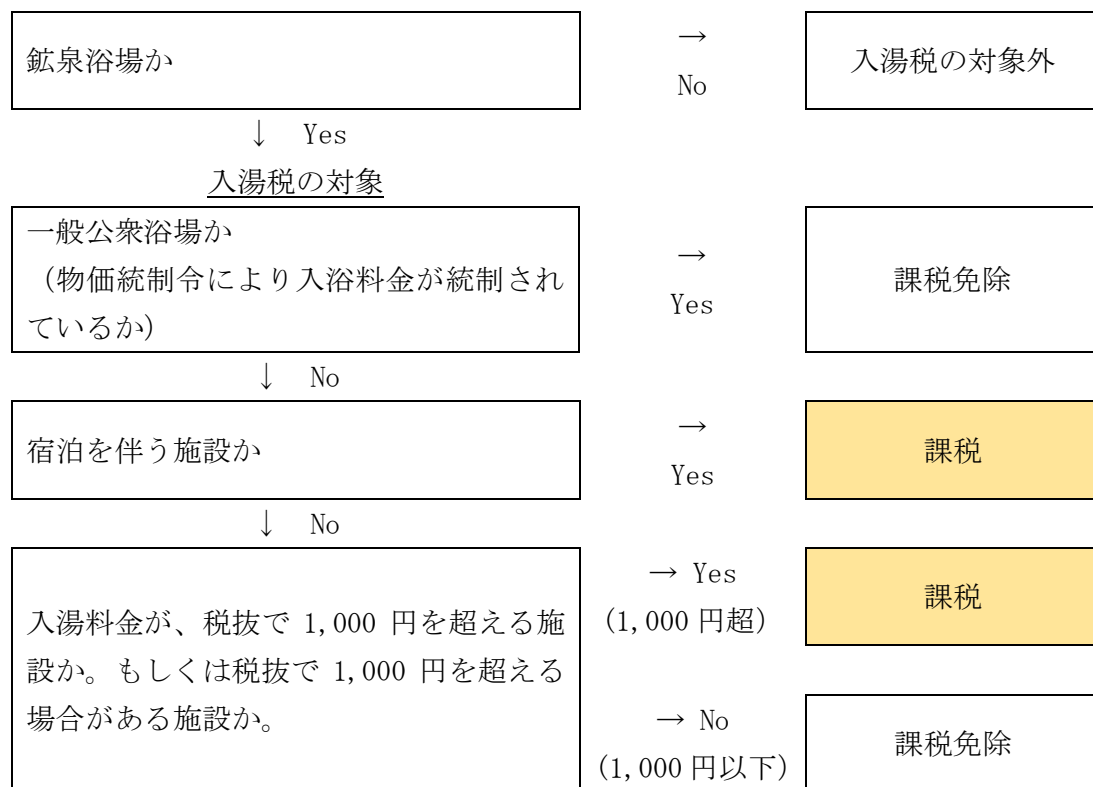 鉱泉浴場か
→
No
入湯税の対象外
↓ Yes
入湯税の対象
一般公衆浴場か
（物価統制令により入浴料金が統制され
ているか）
→
Yes
課税免除
↓ No
宿泊を伴う施設か
→
Yes
課税
↓ No
入湯料金が、税抜で 1,000 円を超える施
設か。もしくは税抜で 1,000 円を超える
場合がある施設か。
→ Yes
（1,000 円超）
課税
→ No
（1,000 円以下）
課税免除